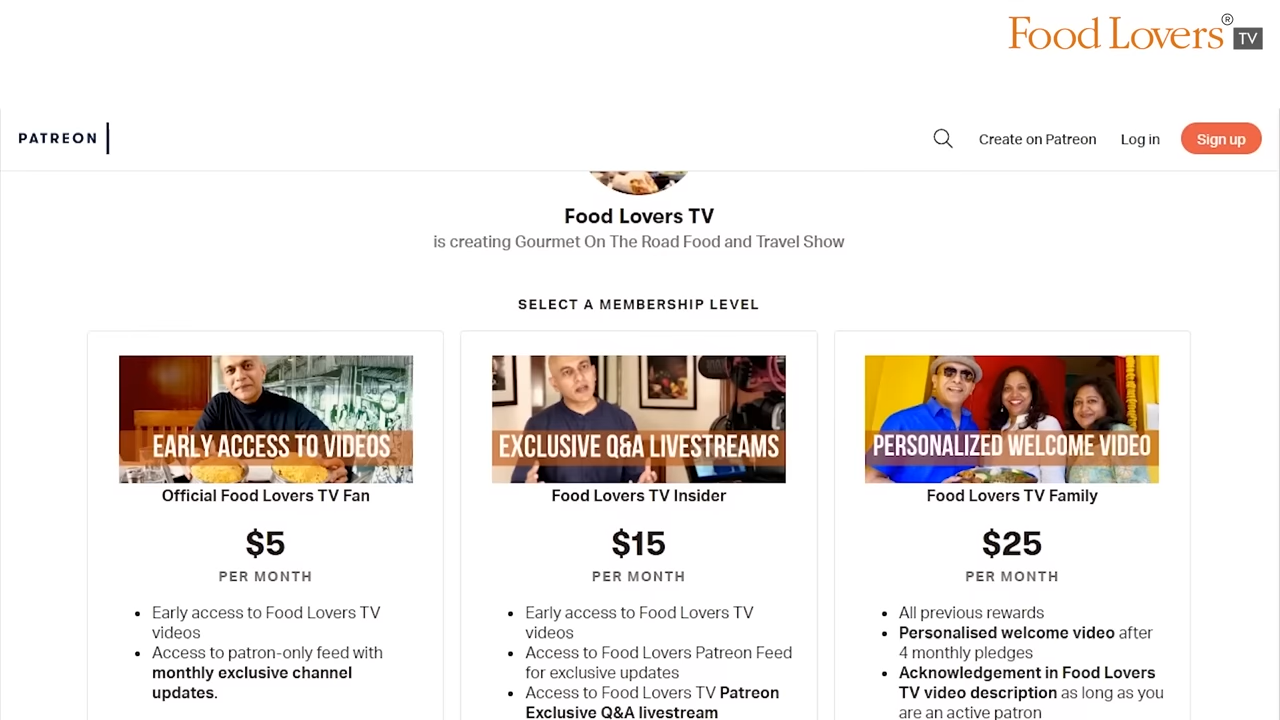 Food Lovers® TV
PATREON
Create on Patreon
Log in
Sign up
Food Lovers TV
is creating Gourmet On The Road Food and Travel Show
SELECT A MEMBERSHIP LEVEL
EARLY ACCESS TO VIDEOS
Official Food Lovers TV Fan
$5
PER MONTH
Early access to Food Lovers TV
videos
Access to patron-only feed with
monthly exclusive channel
updates.
EXCLUSIVE Q&A LIVESTREAMS
Food Lovers TV Insider
$15
PER MONTH
Early access to Food Lovers TV
videos
Access to Food Lovers Patreon Feed
for exclusive updates
Access to Food Lovers TV Patreon
Exclusive Q&A livestream
PERSONALIZED WELCOME VIDEO
Food Lovers TV Family
$25
PER MONTH
All previous rewards
Personalised welcome video after
4 monthly pledges
Acknowledgement in Food Lovers
TV video description as long as you
are an active patron